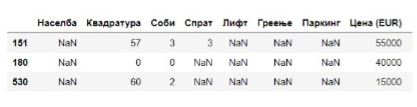 Населба Квадратура Соби Спрат Лифт Греење Паркинг Цена (EUR)
151 NaN 57 3 3 NaN NaN NaN 55000
180 NaN 0 0 NaN NaN NaN NaN 40000
530 NaN 60 2 NaN NaN NaN NaN 15000